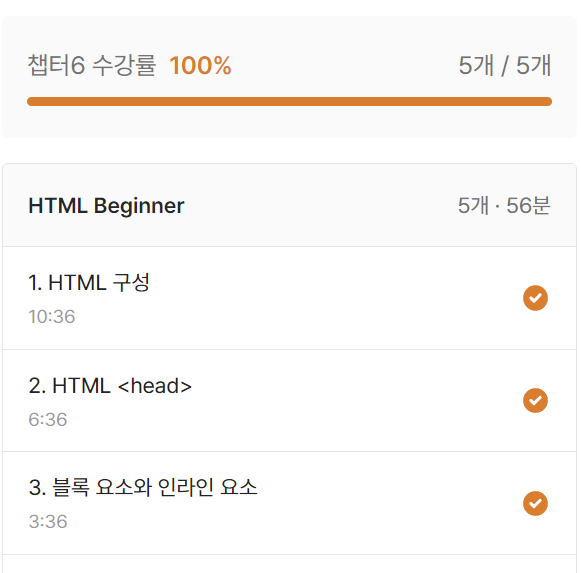 챕터6 수강률 100% 5개 / 5개
HTML Beginner 5개 · 56분
1. HTML 구성
10:36
2. HTML <head>
6:36
3. 블록 요소와 인라인 요소
3:36